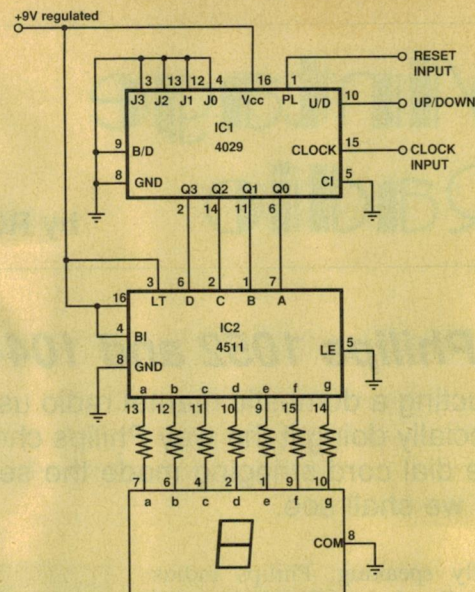 +9V regulated
3 2 13 12 4 16 1
RESET INPUT
J3 J2 J1 J0 Vcc PL U/D 10 UP/DOWN
IC1
4029
9 B/D CLOCK 15 CLOCK INPUT
8 GND CI 5
Q3 Q2 Q1 Q0
2 14 11 6
3 6 2 1 7
16 LT D C B A
4 BI IC2
4511 LE 5
8 GND
a b c d e f g
13 12 11 10 9 15 14
7 6 4 2 1 9 10
a b c d e f g
COM 8